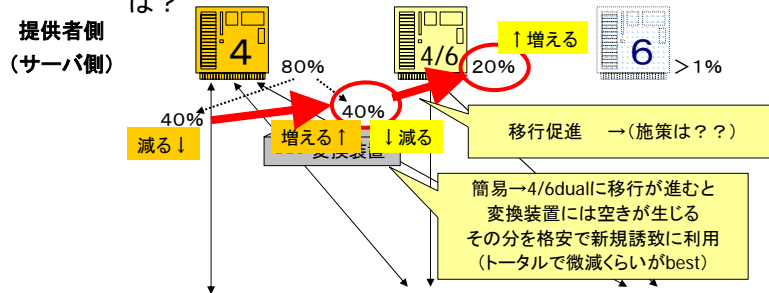 は？
提供者側
(サーバ側)
4
4/6
6
↑増える
80%
20%
>1%
40%
40%
減る↓
増える↑
↓減る
変換装置
移行促進　→(施策は？？)
簡易→4/6dualに移行が進むと
変換装置には空きが生じる
その分を格安で新規誘致に利用
(トータルで微減くらいがbest)